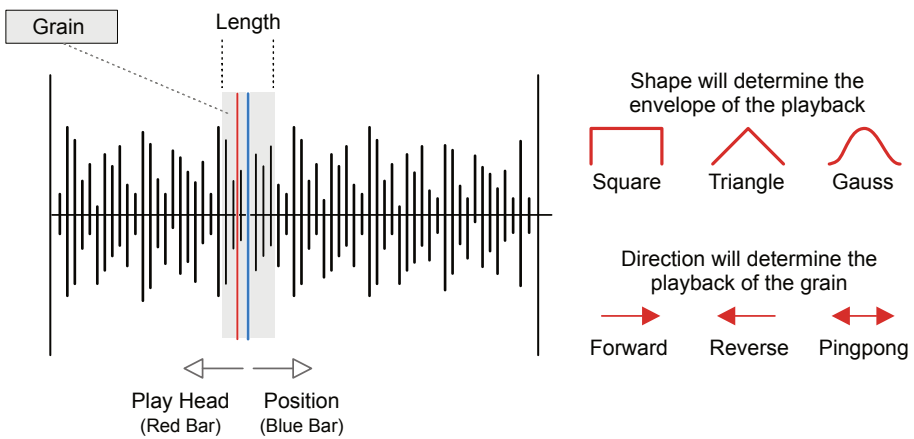 Grain
Length
Shape will determine the
envelope of the playback
Square
Triangle
Gauss
Direction will determine the
playback of the grain
Forward
Reverse
Pingpong
Play Head
(Red Bar)
Position
(Blue Bar)